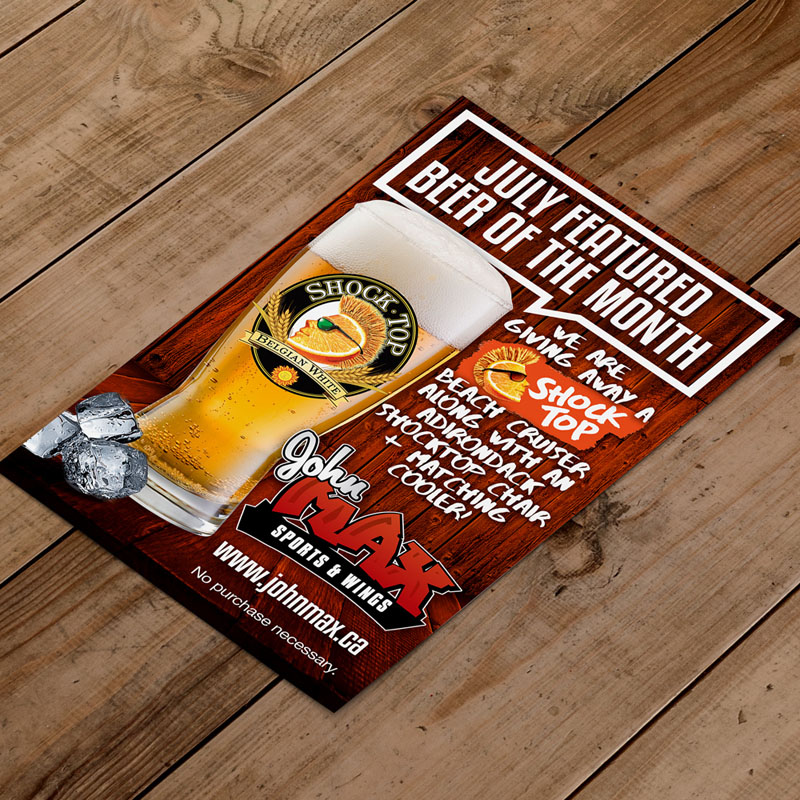 JULY FEATURED
BEER OF THE MONTH
SHOCK·TOP
BELGIAN WHITE
WE ARE
GIVING AWAY A
SHOCK
TOP
BEACH CRUISER
ALONG WITH AN
ADIRONDACK
SHOCKTOP CHAIR
+ MATCHING
COOLER!
John
MAX
SPORTS & WINGS
www.johnmax.ca
No purchase necessary.